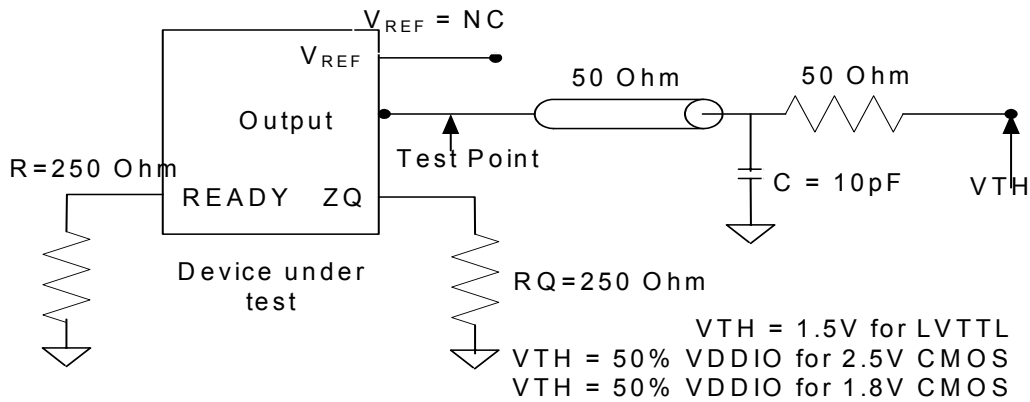 VREF = NC
VREF
50 Ohm
50 Ohm
Output
Test Point
R=250 Ohm
READY
ZQ
C = 10pF
VTH
Device under
test
RQ=250 Ohm
VTH = 1.5V for LVTTL
VTH = 50% VDDIO for 2.5V CMOS
VTH = 50% VDDIO for 1.8V CMOS